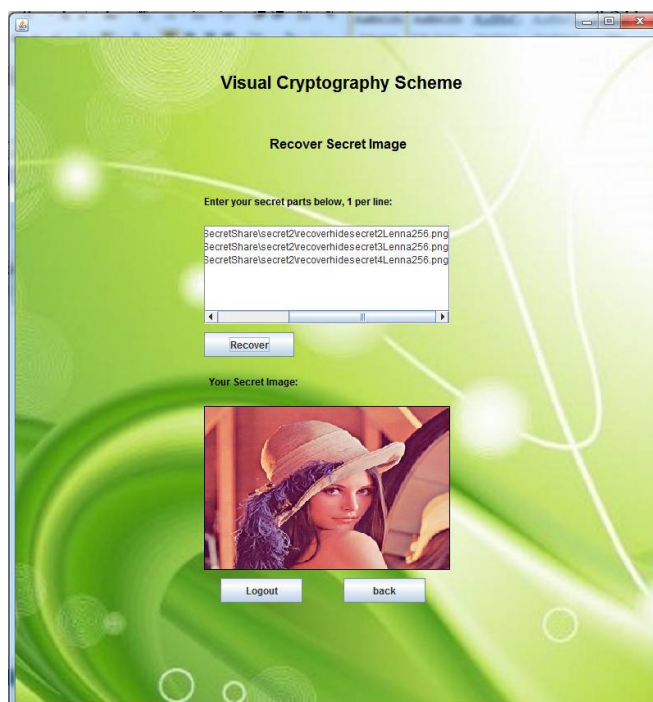 Visual Cryptography Scheme
Recover Secret Image
Enter your secret parts below, 1 per line:
SecretShare\secret2\recoverhidesecret2Lenna256.png
SecretShare\secret2\recoverhidesecret3Lenna256.png
SecretShare\secret2\recoverhidesecret4Lenna256.png
Recover
Your Secret Image:
Logout
back